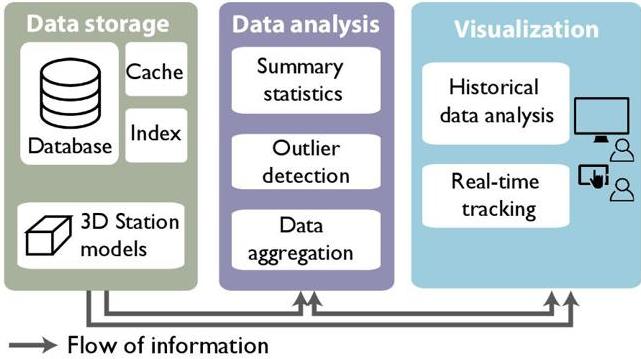 Data storage
Database
Cache
Index
3D Station
models
Data analysis
Summary
statistics
Outlier
detection
Data
aggregation
Visualization
Historical
data analysis
Real-time
tracking
Flow of information